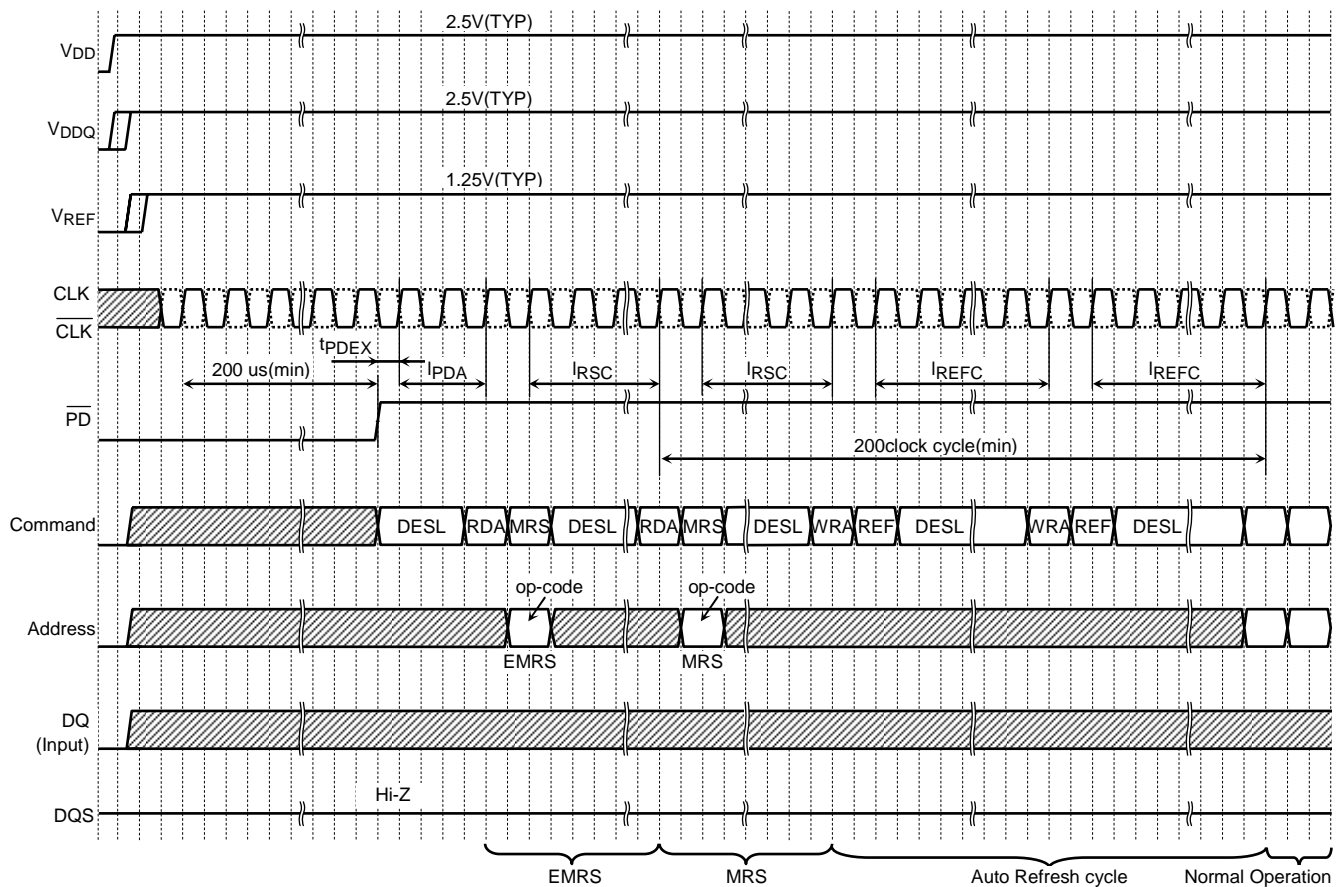 2.5V(TYP)
VDD
2.5V(TYP)
VDDQ
1.25V(TYP)
VREF
CLK
CLK
tPDEX
200 us(min)
lPDA
lRSC
lRSC
lREFC
lREFC
PD
200clock cycle(min)
Command
DESL
RDA
MRS
DESL
RDA
MRS
DESL
WRA
REF
DESL
WRA
REF
DESL
op-code
op-code
Address
EMRS
MRS
DQ
(Input)
Hi-Z
DQS
EMRS
MRS
Auto Refresh cycle
Normal Operation